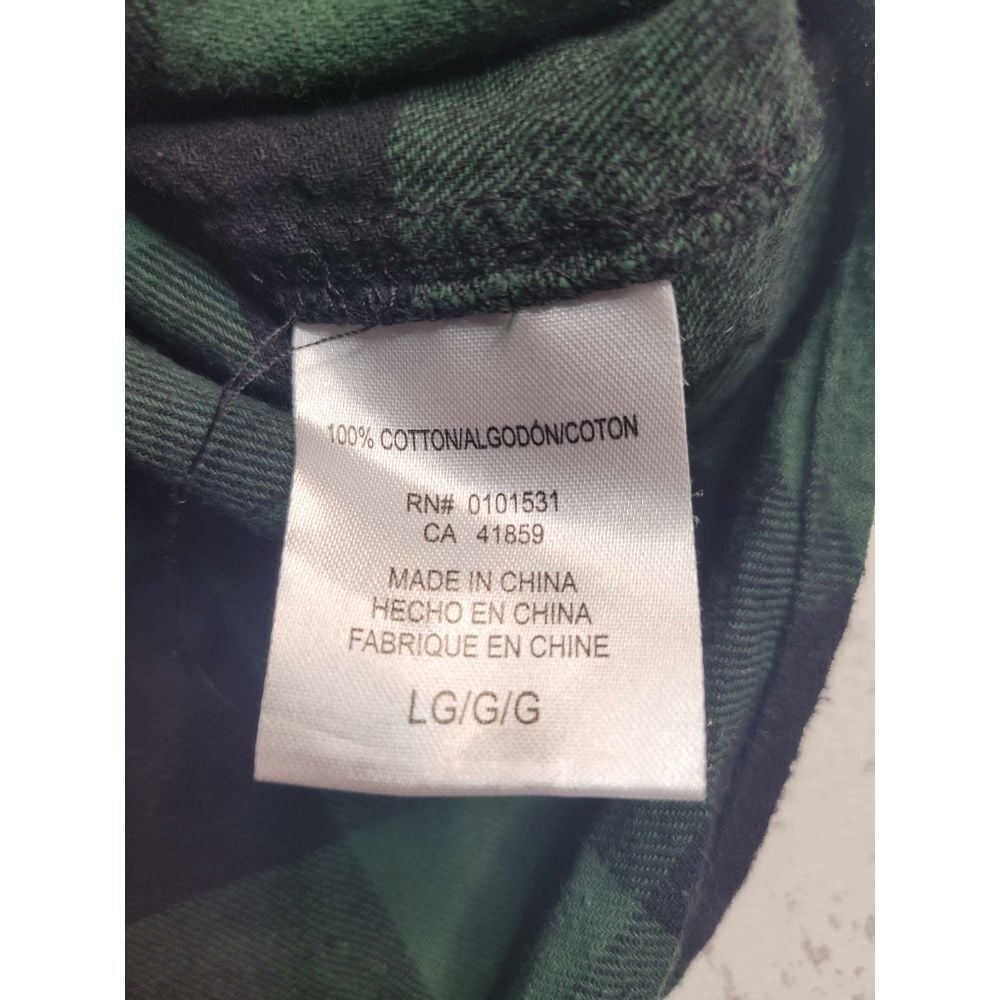 100% COTTON/ALGODÓN/COTON
RN# 0101531
CA 41859
MADE IN CHINA
HECHO EN CHINA
FABRIQUE EN CHINE
LG/G/G